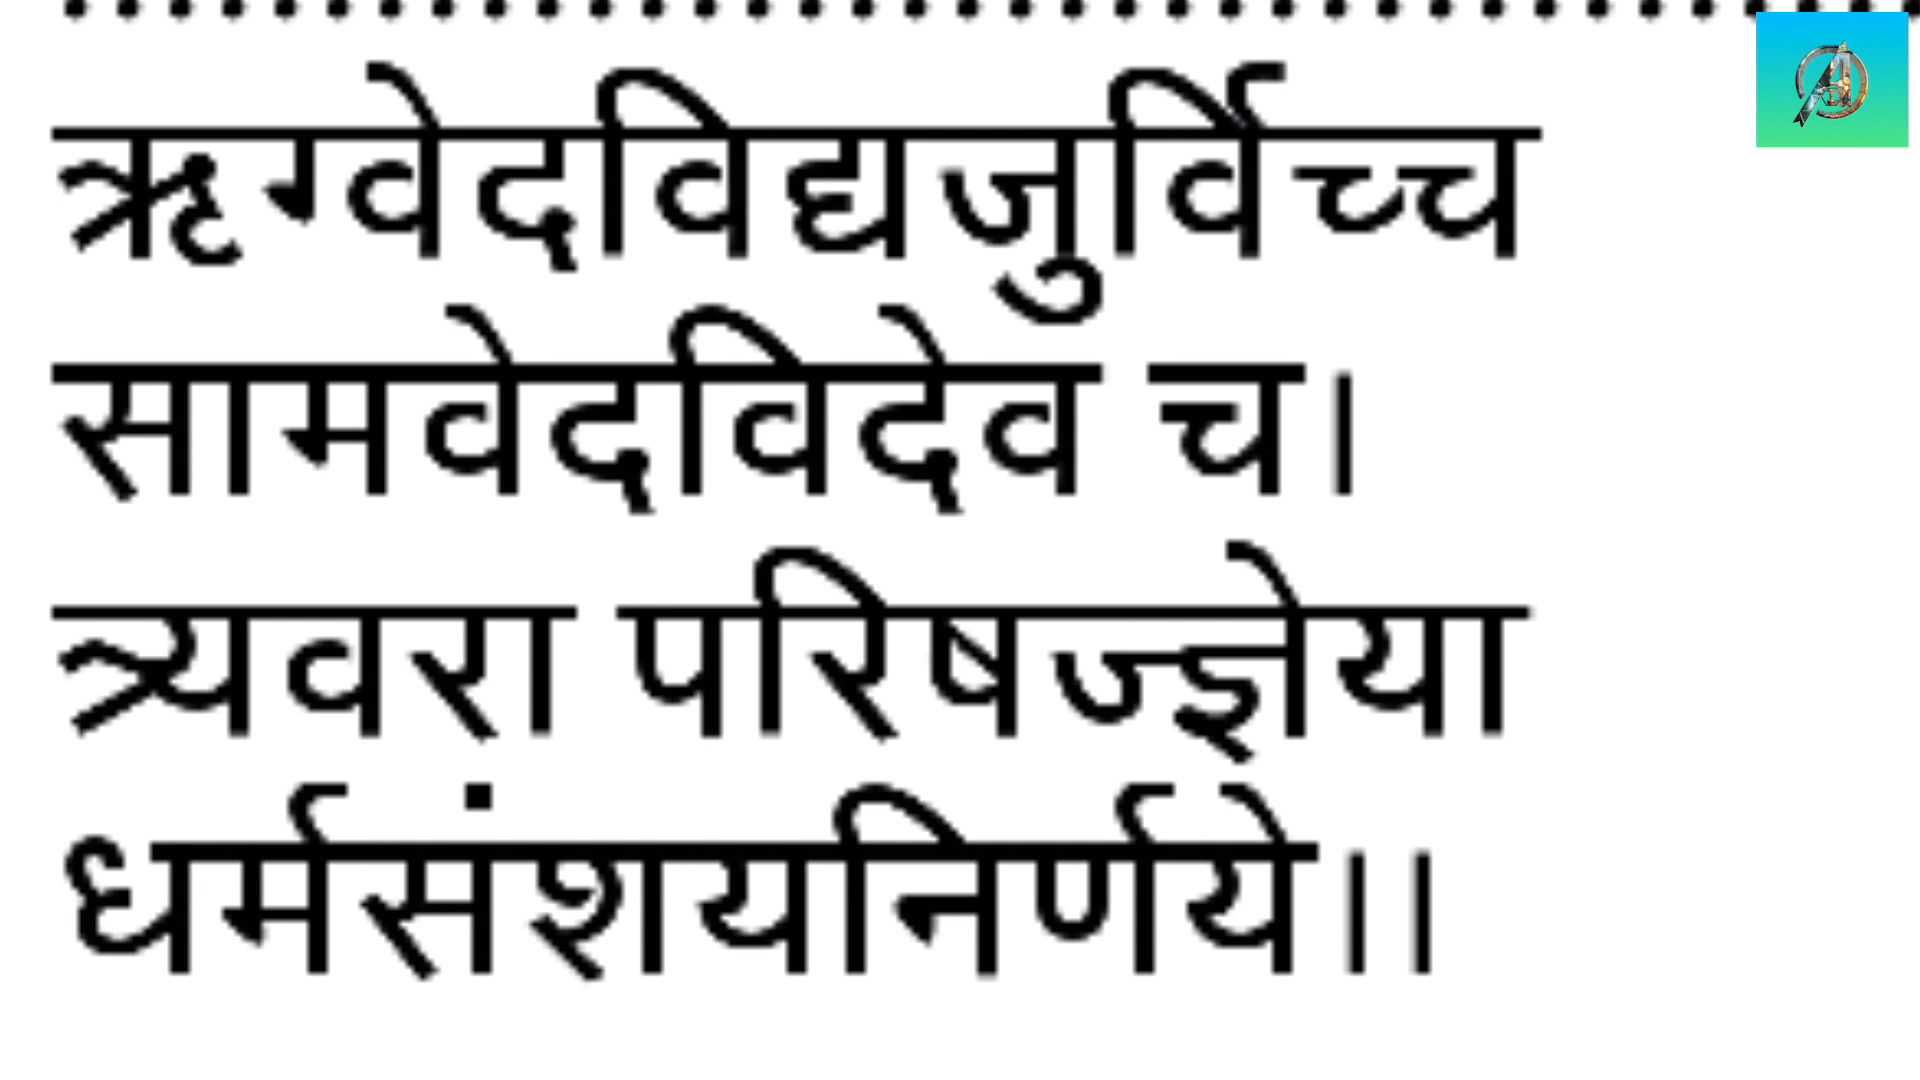 ऋग्वेदविद्यजुर्विच्च
सामवेदविदेव च।
त्र्यवरा परिषज्ज्ञेया
धर्मसंशयनिर्णये।।